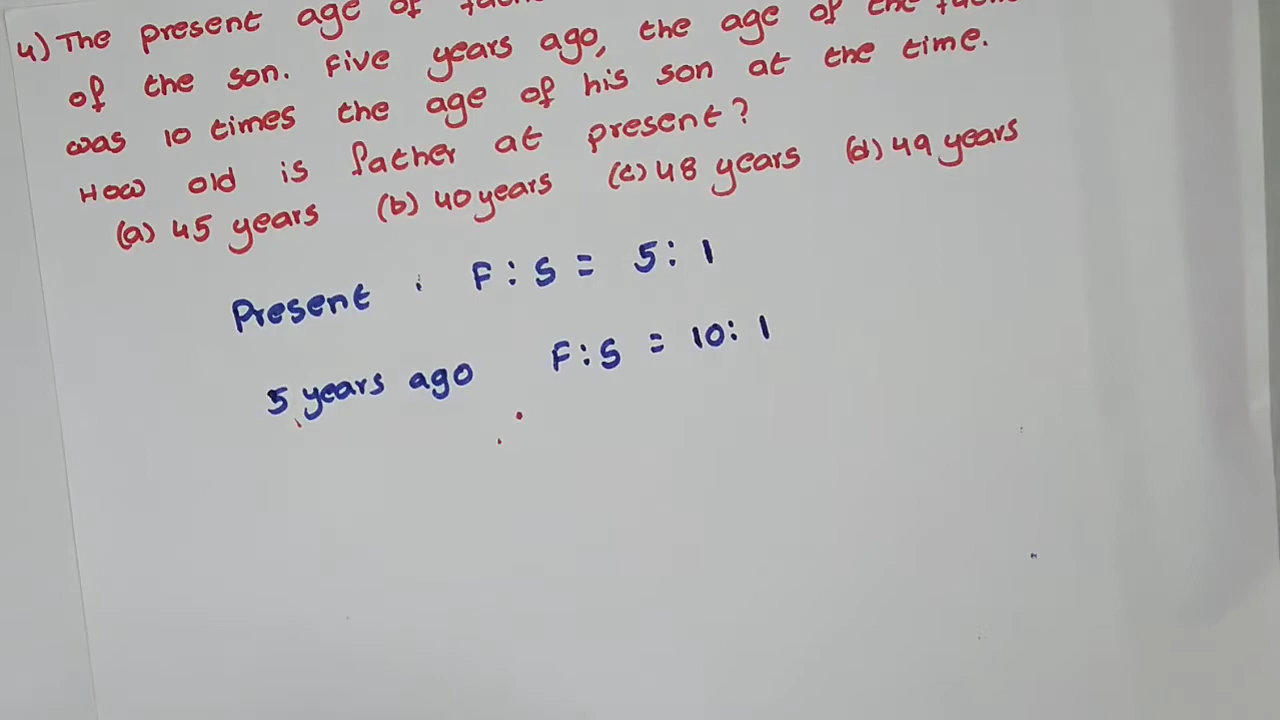 4) The present age of
of the son. Five years ago, the age of the
was 10 times the age of his son at the time.
How old is father at present?
(a) 45 years (b) 40 years (c) 48 years (d) 49 years
Present : F : S = 5 : 1
5 years ago F : S = 10 : 1